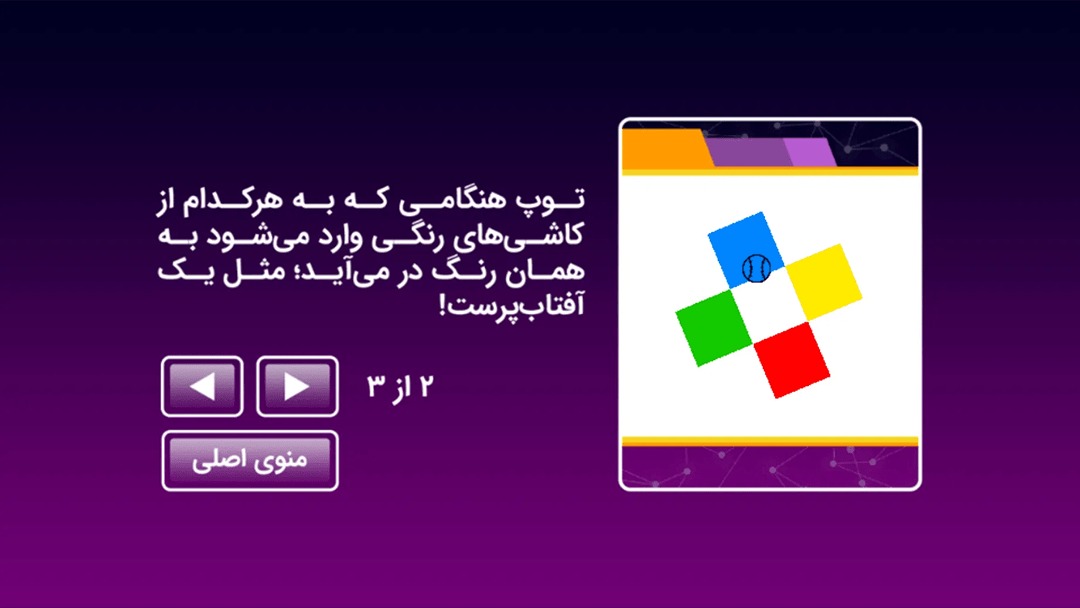 توپ هنگامی که به هرکدام از
کاشی‌های رنگی وارد می‌شود به
همان رنگ در می‌آید؛ مثل یک
آفتاب‌پرست!
۲ از ۳
منوی اصلی